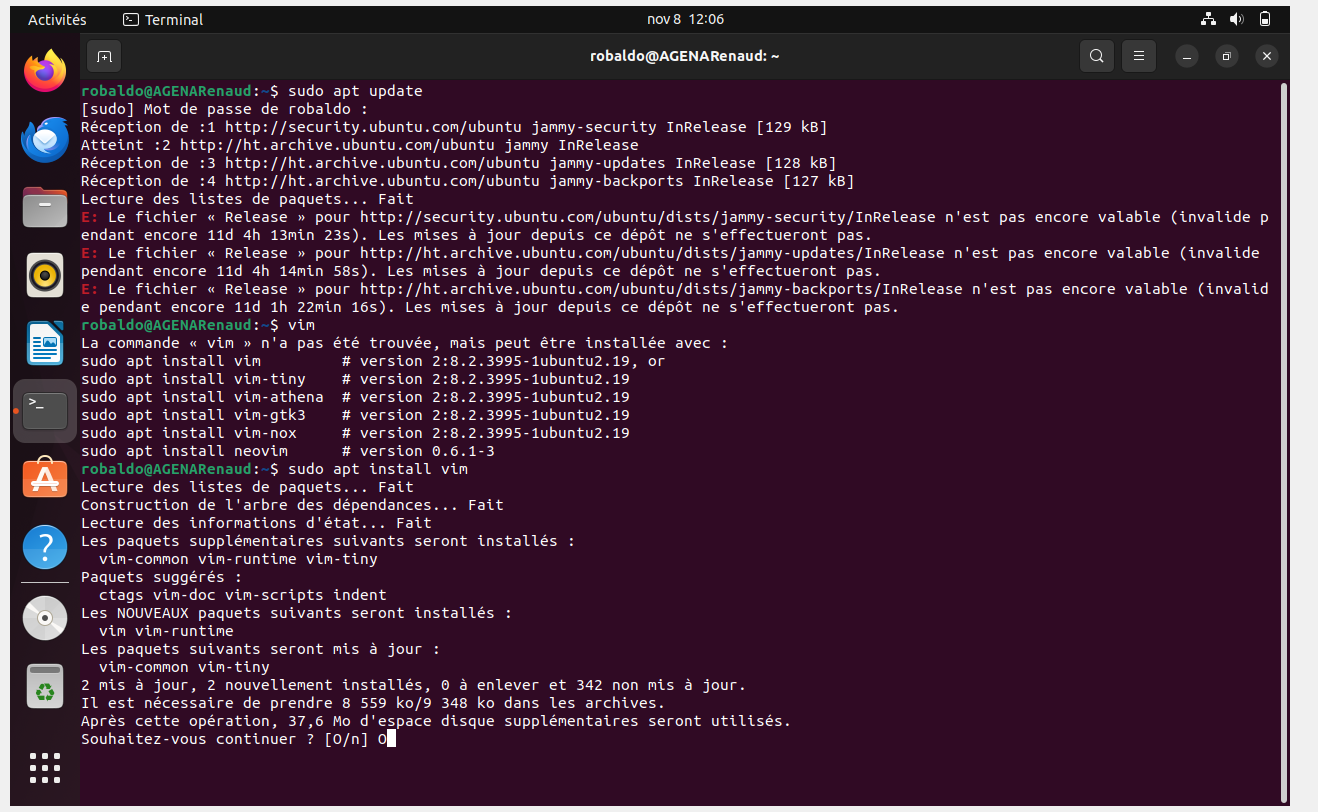 Activités Terminal nov 8 12:06
robaldo@AGENARenaud: ~
robaldo@AGENARenaud:~$ sudo apt update
[sudo] Mot de passe de robaldo :
Réception de :1 http://security.ubuntu.com/ubuntu jammy-security InRelease [129 kB]
Atteint :2 http://ht.archive.ubuntu.com/ubuntu jammy InRelease
Réception de :3 http://ht.archive.ubuntu.com/ubuntu jammy-updates InRelease [128 kB]
Réception de :4 http://ht.archive.ubuntu.com/ubuntu jammy-backports InRelease [127 kB]
Lecture des listes de paquets... Fait
E: Le fichier « Release » pour http://security.ubuntu.com/ubuntu/dists/jammy-security/InRelease n'est pas encore valable (invalide p
endant encore 11d 4h 13min 23s). Les mises à jour depuis ce dépôt ne s'effectueront pas.
E: Le fichier « Release » pour http://ht.archive.ubuntu.com/ubuntu/dists/jammy-updates/InRelease n'est pas encore valable (invalide
pendant encore 11d 4h 14min 58s). Les mises à jour depuis ce dépôt ne s'effectueront pas.
E: Le fichier « Release » pour http://ht.archive.ubuntu.com/ubuntu/dists/jammy-backports/InRelease n'est pas encore valable (invalid
e pendant encore 11d 1h 22min 16s). Les mises à jour depuis ce dépôt ne s'effectueront pas.
robaldo@AGENARenaud:~$ vim
La commande « vim » n'a pas été trouvée, mais peut être installée avec :
sudo apt install vim         # version 2:8.2.3995-1ubuntu2.19, or
sudo apt install vim-tiny    # version 2:8.2.3995-1ubuntu2.19
sudo apt install vim-athena  # version 2:8.2.3995-1ubuntu2.19
sudo apt install vim-gtk3    # version 2:8.2.3995-1ubuntu2.19
sudo apt install vim-nox     # version 2:8.2.3995-1ubuntu2.19
sudo apt install neovim      # version 0.6.1-3
robaldo@AGENARenaud:~$ sudo apt install vim
Lecture des listes de paquets... Fait
Construction de l'arbre des dépendances... Fait
Lecture des informations d'état... Fait
Les paquets supplémentaires suivants seront installés :
  vim-common vim-runtime vim-tiny
Paquets suggérés :
  ctags vim-doc vim-scripts indent
Les NOUVEAUX paquets suivants seront installés :
  vim vim-runtime
Les paquets suivants seront mis à jour :
  vim-common vim-tiny
2 mis à jour, 2 nouvellement installés, 0 à enlever et 342 non mis à jour.
Il est nécessaire de prendre 8 559 ko/9 348 ko dans les archives.
Après cette opération, 37,6 Mo d'espace disque supplémentaires seront utilisés.
Souhaitez-vous continuer ? [O/n] O